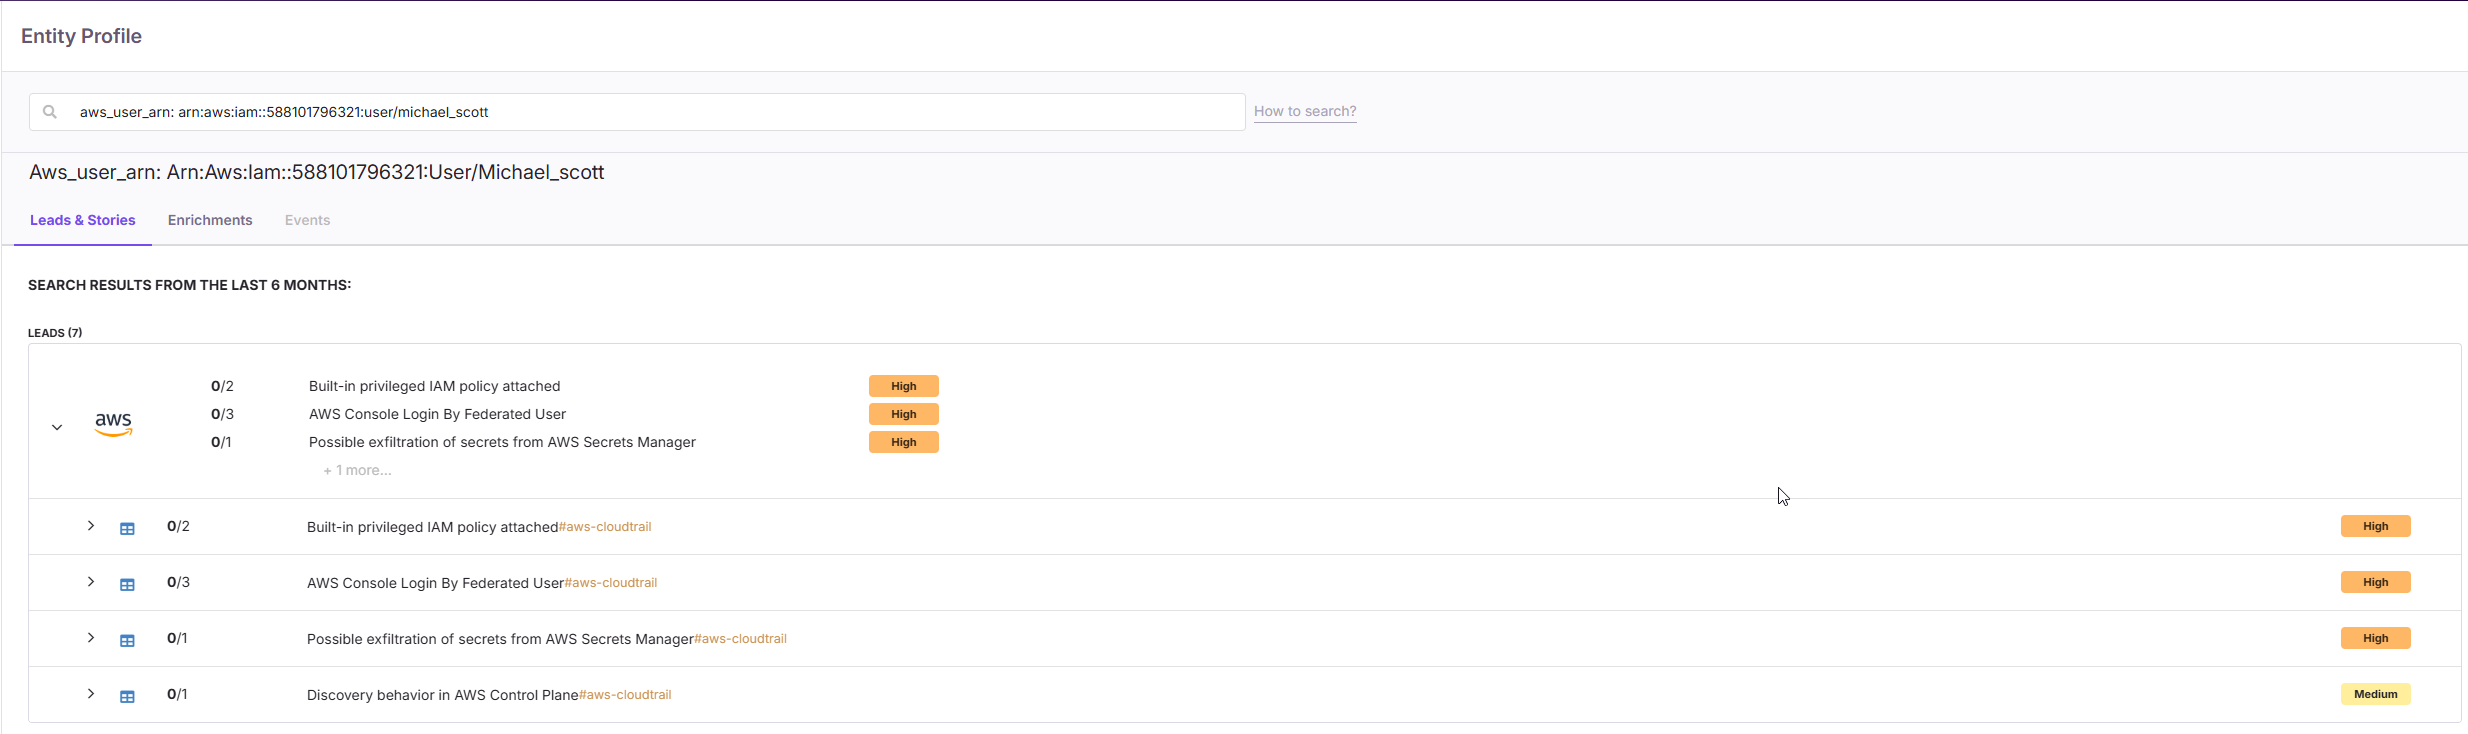 Entity Profile
aws_user_arn: arn:aws:iam::588101796321:user/michael_scott
How to search?
Aws_user_arn: Arn:Aws:Iam::588101796321:User/Michael_scott
Leads & Stories Enrichments Events
SEARCH RESULTS FROM THE LAST 6 MONTHS:
LEADS (7)
aws
0/2 Built-in privileged IAM policy attached High
0/3 AWS Console Login By Federated User High
0/1 Possible exfiltration of secrets from AWS Secrets Manager High
+ 1 more...
0/2 Built-in privileged IAM policy attached#aws-cloudtrail High
0/3 AWS Console Login By Federated User#aws-cloudtrail High
0/1 Possible exfiltration of secrets from AWS Secrets Manager#aws-cloudtrail High
0/1 Discovery behavior in AWS Control Plane#aws-cloudtrail Medium